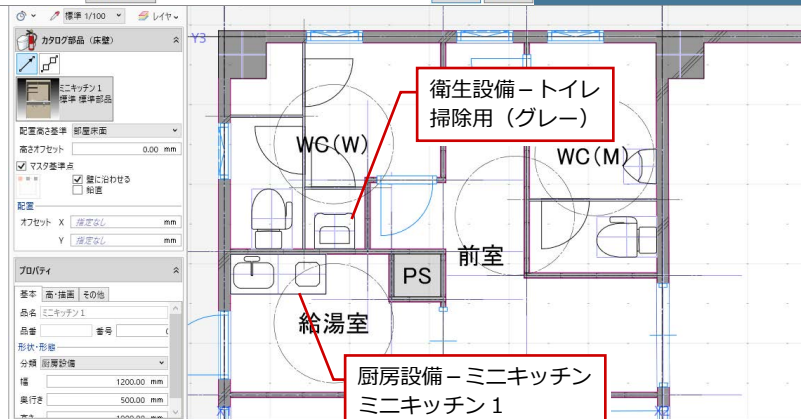 標準 1/100
レイヤ
カタログ部品（床壁）
ミニキッチン１
標準 標準部品
配置高さ基準 部屋床面
高さオフセット 0.00 mm
マスタ基準点
壁に沿わせる
鉛直
配置
オフセット X 指定なし mm
Y 指定なし mm
プロパティ
基本 高・描画 その他
品名 ミニキッチン１
品番 番号
形状・形態
分類 厨房設備
幅 1200.00 mm
奥行き 500.00 mm
Y3
衛生設備－トイレ
掃除用（グレー）
WC(W)
WC(M)
前室
PS
給湯室
厨房設備－ミニキッチン
ミニキッチン１